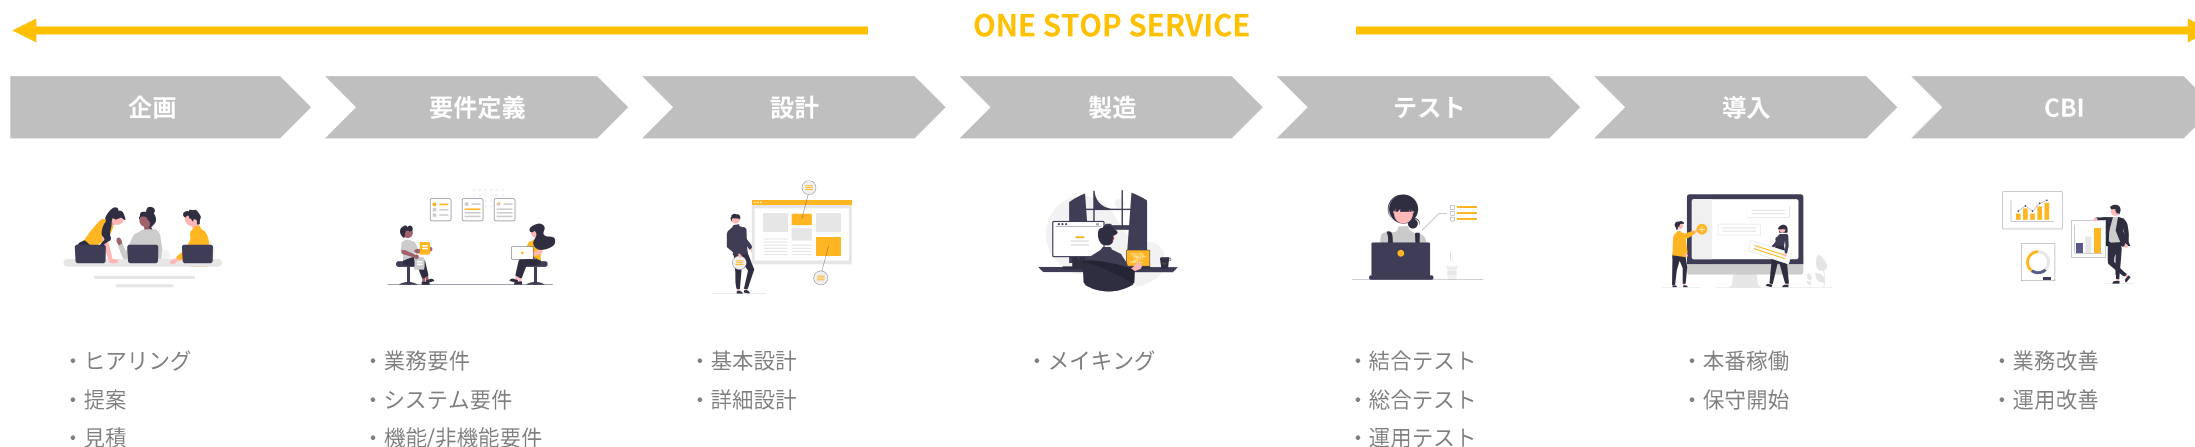 ONE STOP SERVICE
企画
要件定義
設計
製造
テスト
導入
CBI
・ヒアリング
・提案
・見積
・業務要件
・システム要件
・機能/非機能要件
・基本設計
・詳細設計
・メイキング
・結合テスト
・総合テスト
・運用テスト
・本番稼働
・保守開始
・業務改善
・運用改善